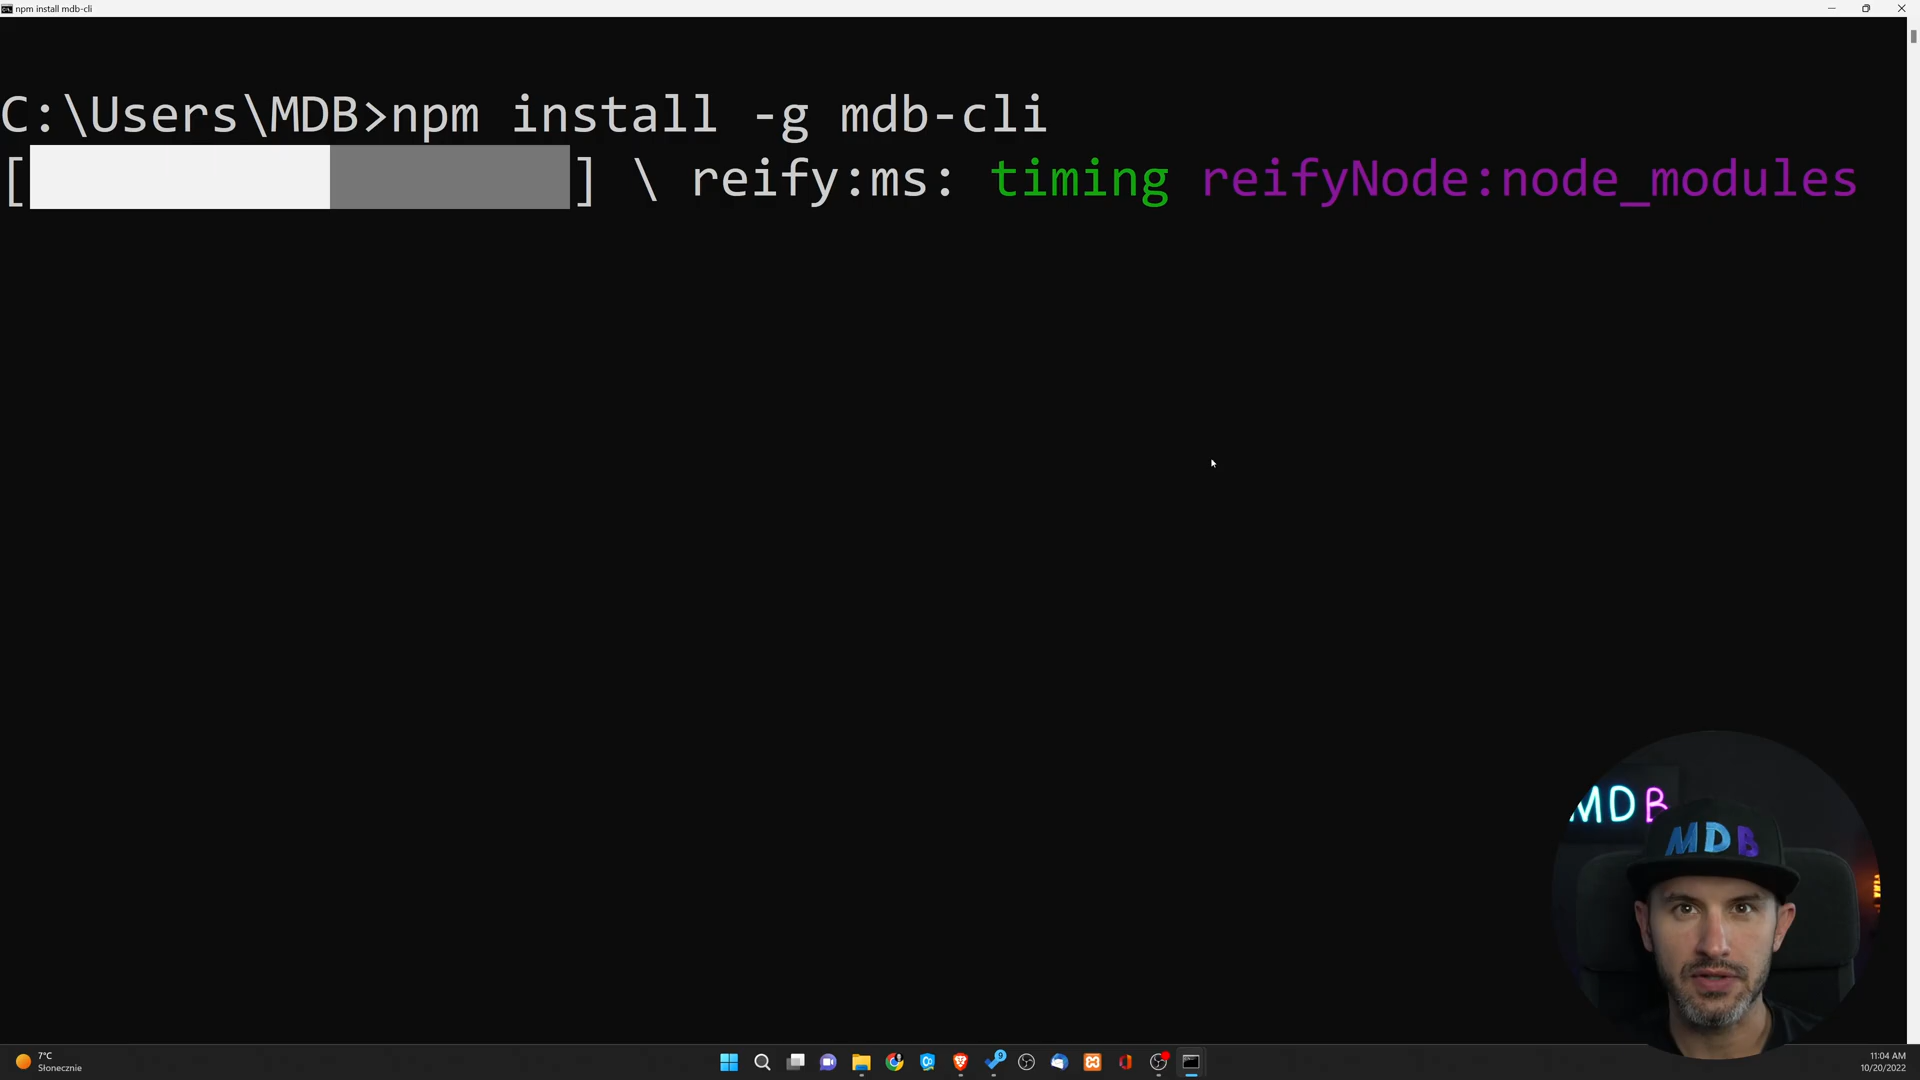 npm install mdb-cli
C:\Users\MDB>npm install -g mdb-cli
[ ] \ reify:ms: timing reifyNode:node_modules
MDB
MDB
7°C
Słonecznie
9
11:04 AM
10/20/2022